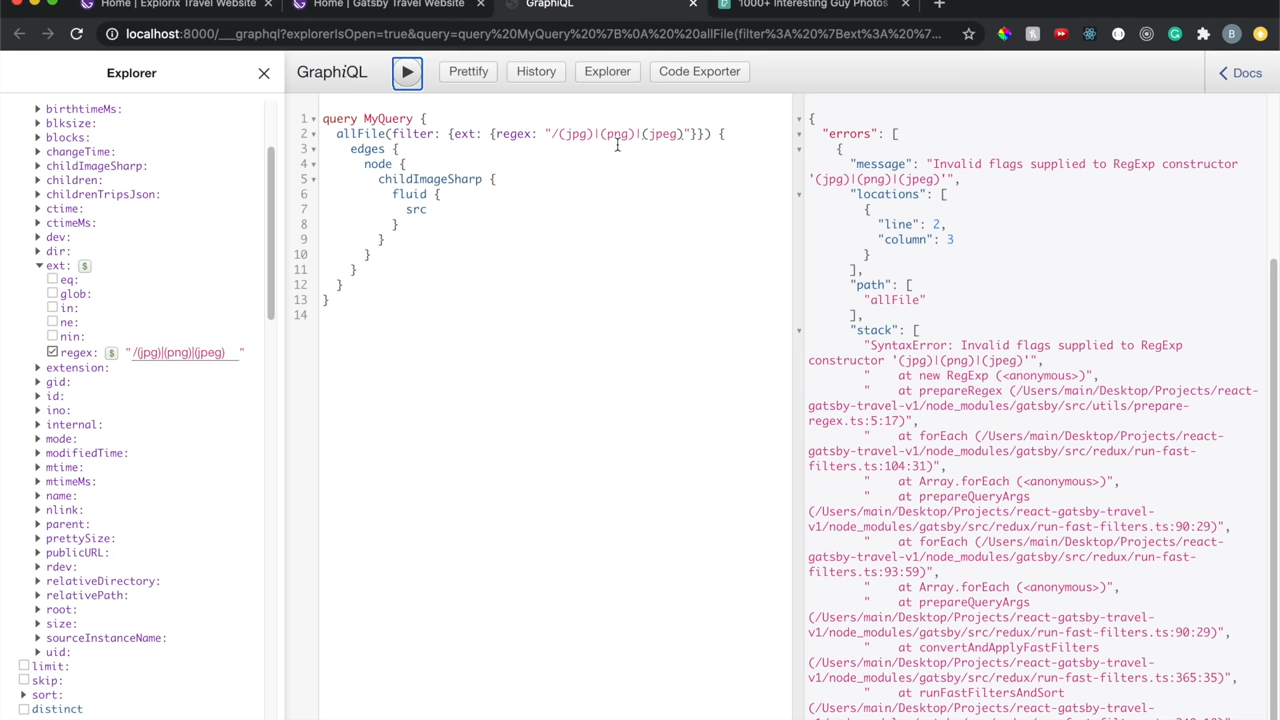 Home | Explorix Travel Website
Home | Gatsby Travel Website
GraphiQL
1000+ Interesting Guy Photos
localhost:8000/___graphql?explorerIsOpen=true&query=query%20MyQuery%20%7B%0A%20%20allFile(filter%3A%20%7Bext%3A%20%7...
B
Explorer
GraphiQL
Prettify
History
Explorer
Code Exporter
Docs
birthtimeMs:
blksize:
blocks:
changeTime:
childImageSharp:
children:
childrenTripsJson:
ctime:
ctimeMs:
dev:
dir:
ext: $
eq:
glob:
in:
ne:
nin:
regex: $ "/(jpg)|(png)|(jpeg)"
extension:
gid:
id:
ino:
internal:
mode:
modifiedTime:
mtime:
mtimeMs:
name:
nlink:
parent:
prettySize:
publicURL:
rdev:
relativeDirectory:
relativePath:
root:
size:
sourceInstanceName:
uid:
limit:
skip:
sort:
distinct
1 query MyQuery {
2 allFile(filter: {ext: {regex: "/(jpg)|(png)|(jpeg)"}}) {
3 edges {
4 node {
5 childImageSharp {
6 fluid {
7 src
8 }
9 }
10 }
11 }
12 }
13 }
14
{
"errors": [
{
"message": "Invalid flags supplied to RegExp constructor
'(jpg)|(png)|(jpeg)'",
"locations": [
{
"line": 2,
"column": 3
}
],
"path": [
"allFile"
],
"stack": [
"SyntaxError: Invalid flags supplied to RegExp
constructor '(jpg)|(png)|(jpeg)'",
"    at new RegExp (<anonymous>)",
"    at prepareRegex (/Users/main/Desktop/Projects/react-
gatsby-travel-v1/node_modules/gatsby/src/utils/prepare-
regex.ts:5:17)",
"    at forEach (/Users/main/Desktop/Projects/react-
gatsby-travel-v1/node_modules/gatsby/src/redux/run-fast-
filters.ts:104:31)",
"    at Array.forEach (<anonymous>)",
"    at prepareQueryArgs
(/Users/main/Desktop/Projects/react-gatsby-travel-
v1/node_modules/gatsby/src/redux/run-fast-filters.ts:90:29)",
"    at forEach (/Users/main/Desktop/Projects/react-
gatsby-travel-v1/node_modules/gatsby/src/redux/run-fast-
filters.ts:93:59)",
"    at Array.forEach (<anonymous>)",
"    at prepareQueryArgs
(/Users/main/Desktop/Projects/react-gatsby-travel-
v1/node_modules/gatsby/src/redux/run-fast-filters.ts:90:29)",
"    at convertAndApplyFastFilters
(/Users/main/Desktop/Projects/react-gatsby-travel-
v1/node_modules/gatsby/src/redux/run-fast-filters.ts:365:35)",
"    at runFastFiltersAndSort
(/Users/main/Desktop/Projects/react-gatsby-travel-